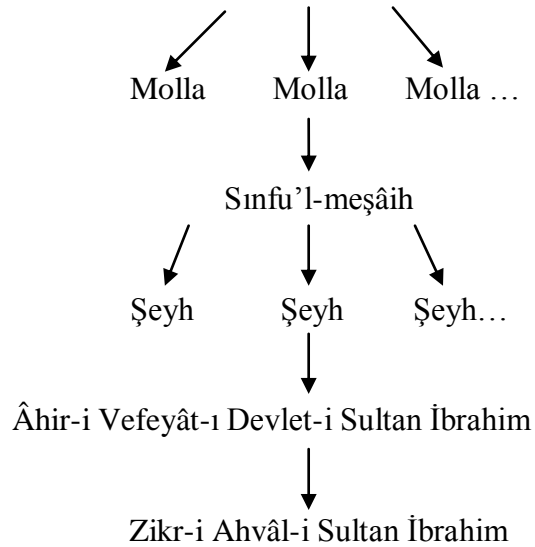 Molla Molla Molla …
Sınfu’l-meşâih
Şeyh Şeyh Şeyh…
Âhir-i Vefeyât-ı Devlet-i Sultan İbrahim
Zikr-i Ahvâl-i Sultan İbrahim